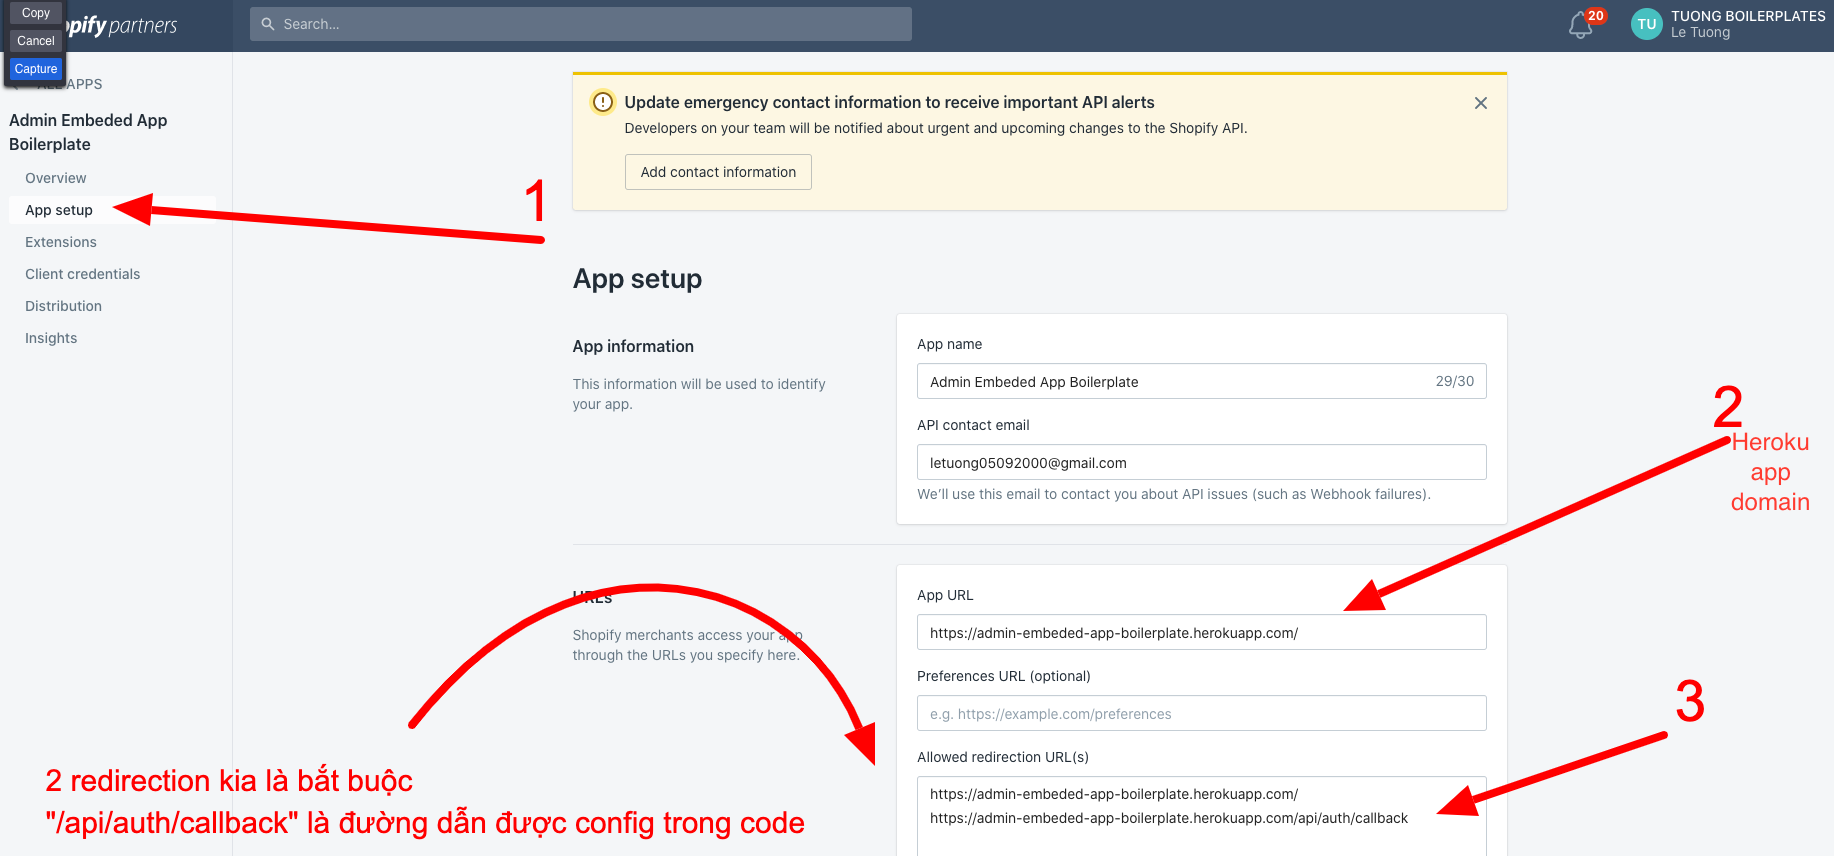 Copy
Cancel
Capture
opify partners
Search...
20
TU
TUONG BOILERPLATES
Le Tuong
ALL APPS
Admin Embeded App
Boilerplate
Overview
App setup
Extensions
Client credentials
Distribution
Insights
Update emergency contact information to receive important API alerts
Developers on your team will be notified about urgent and upcoming changes to the Shopify API.
Add contact information
1
App setup
App information
This information will be used to identify
your app.
App name
Admin Embeded App Boilerplate
29/30
API contact email
letuong05092000@gmail.com
We’ll use this email to contact you about API issues (such as Webhook failures).
2
Heroku
app
domain
URLs
Shopify merchants access your app
through the URLs you specify here.
App URL
https://admin-embeded-app-boilerplate.herokuapp.com/
Preferences URL (optional)
e.g. https://example.com/preferences
3
Allowed redirection URL(s)
https://admin-embeded-app-boilerplate.herokuapp.com/
https://admin-embeded-app-boilerplate.herokuapp.com/api/auth/callback
2 redirection kia là bắt buộc
"/api/auth/callback" là đường dẫn được config trong code